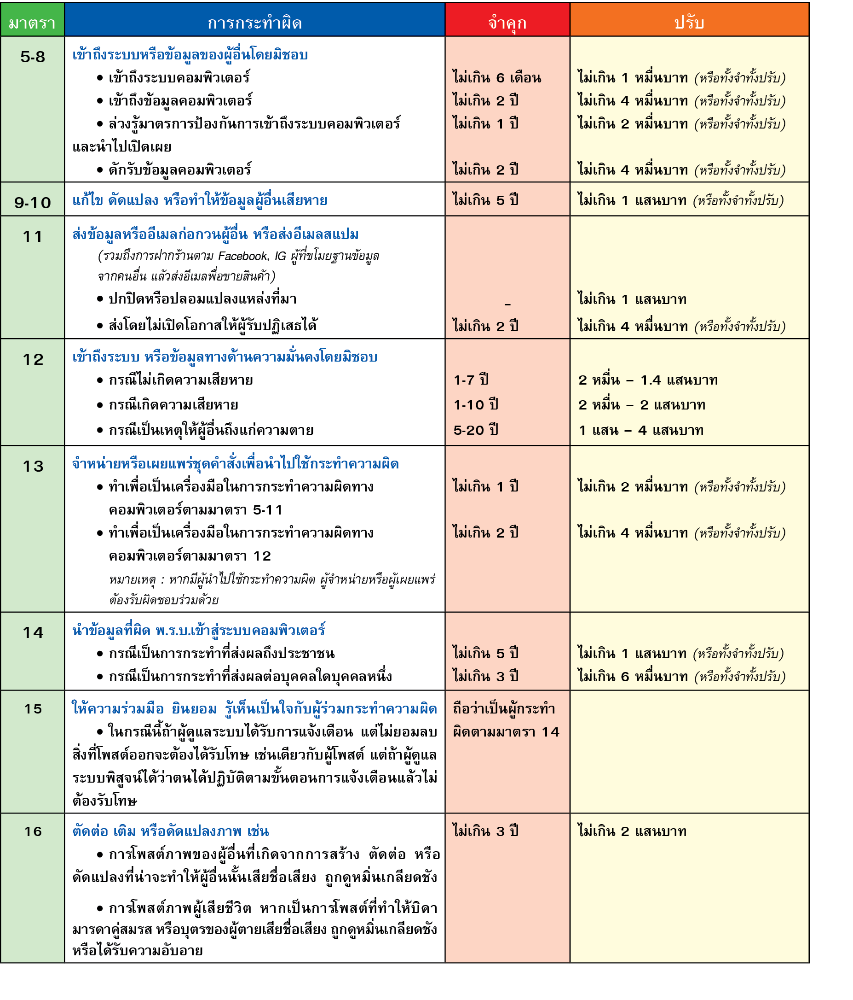 มาตรา การกระทำผิด จำคุก ปรับ
5-8 เข้าถึงระบบหรือข้อมูลของผู้อื่นโดยมิชอบ
• เข้าถึงระบบคอมพิวเตอร์ ไม่เกิน 6 เดือน ไม่เกิน 1 หมื่นบาท (หรือทั้งจำทั้งปรับ)
• เข้าถึงข้อมูลคอมพิวเตอร์ ไม่เกิน 2 ปี ไม่เกิน 4 หมื่นบาท (หรือทั้งจำทั้งปรับ)
• ล่วงรู้มาตรการป้องกันการเข้าถึงระบบคอมพิวเตอร์ ไม่เกิน 1 ปี ไม่เกิน 2 หมื่นบาท (หรือทั้งจำทั้งปรับ)
และนำไปเปิดเผย
• ดักรับข้อมูลคอมพิวเตอร์ ไม่เกิน 2 ปี ไม่เกิน 4 หมื่นบาท (หรือทั้งจำทั้งปรับ)
9-10 แก้ไข ดัดแปลง หรือทำให้ข้อมูลผู้อื่นเสียหาย ไม่เกิน 5 ปี ไม่เกิน 1 แสนบาท (หรือทั้งจำทั้งปรับ)
11 ส่งข้อมูลหรืออีเมลก่อกวนผู้อื่น หรือส่งอีเมลสแปม
(รวมถึงการฝากร้านตาม Facebook, IG ผู้ที่ขโมยฐานข้อมูล
จากคนอื่น แล้วส่งอีเมลพื่อขายสินค้า)
• ปกปิดหรือปลอมแปลงแหล่งที่มา – ไม่เกิน 1 แสนบาท
• ส่งโดยไม่เปิดโอกาสให้ผู้รับปฏิเสธได้ ไม่เกิน 2 ปี ไม่เกิน 4 หมื่นบาท (หรือทั้งจำทั้งปรับ)
12 เข้าถึงระบบ หรือข้อมูลทางด้านความมั่นคงโดยมิชอบ
• กรณีไม่เกิดความเสียหาย 1-7 ปี 2 หมื่น – 1.4 แสนบาท
• กรณีเกิดความเสียหาย 1-10 ปี 2 หมื่น – 2 แสนบาท
• กรณีเป็นเหตุให้ผู้อื่นถึงแก่ความตาย 5-20 ปี 1 แสน – 4 แสนบาท
13 จำหน่ายหรือเผยแพร่ชุดคำสั่งเพื่อนำไปใช้กระทำความผิด
• ทำเพื่อเป็นเครื่องมือในการกระทำความผิดทาง ไม่เกิน 1 ปี ไม่เกิน 2 หมื่นบาท (หรือทั้งจำทั้งปรับ)
คอมพิวเตอร์ตามมาตรา 5-11
• ทำเพื่อเป็นเครื่องมือในการกระทำความผิดทาง ไม่เกิน 2 ปี ไม่เกิน 4 หมื่นบาท (หรือทั้งจำทั้งปรับ)
คอมพิวเตอร์ตามมาตรา 12
หมายเหตุ : หากมีผู้นำไปใช้กระทำความผิด ผู้จำหน่ายหรือผู้เผยแพร่
ต้องรับผิดชอบร่วมด้วย
14 นำข้อมูลที่ผิด พ.ร.บ.เข้าสู่ระบบคอมพิวเตอร์
• กรณีเป็นการกระทำที่ส่งผลถึงประชาชน ไม่เกิน 5 ปี ไม่เกิน 1 แสนบาท (หรือทั้งจำทั้งปรับ)
• กรณีเป็นการกระทำที่ส่งผลต่อบุคคลใดบุคคลหนึ่ง ไม่เกิน 3 ปี ไม่เกิน 6 หมื่นบาท (หรือทั้งจำทั้งปรับ)
15 ให้ความร่วมมือ ยินยอม รู้เห็นเป็นใจกับผู้ร่วมกระทำความผิด ถือว่าเป็นผู้กระทำ
• ในกรณีนี้ถ้าผู้ดูแลระบบได้รับการแจ้งเตือน แต่ไม่ยอมลบ ผิดตามมาตรา 14
สิ่งที่โพสต์ออกจะต้องได้รับโทษ เช่นเดียวกับผู้โพสต์ แต่ถ้าผู้ดูแล
ระบบพิสูจน์ได้ว่าตนได้ปฏิบัติตามขั้นตอนการแจ้งเตือนแล้วไม่
ต้องรับโทษ
16 ตัดต่อ เติม หรือดัดแปลงภาพ เช่น ไม่เกิน 3 ปี ไม่เกิน 2 แสนบาท
• การโพสต์ภาพของผู้อื่นที่เกิดจากการสร้าง ตัดต่อ หรือ
ดัดแปลงที่น่าจะทำให้ผู้อื่นนั้นเสียชื่อเสียง ถูกดูหมิ่นเกลียดชัง
• การโพสต์ภาพผู้เสียชีวิต หากเป็นการโพสต์ที่ทำให้บิดา
มารดาคู่สมรส หรือบุตรของผู้ตายเสียชื่อเสียง ถูกดูหมิ่นเกลียดชัง
หรือได้รับความอับอาย